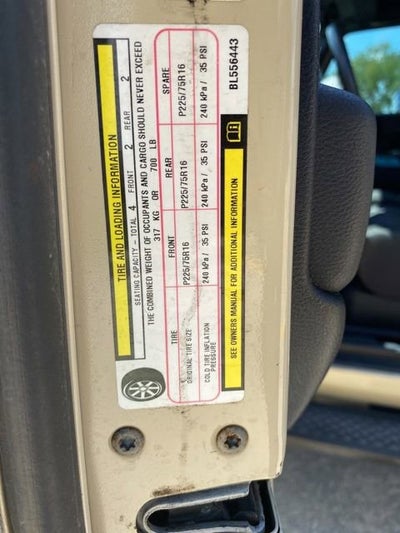 TIRE AND LOADING INFORMATION
SEATING CAPACITY – TOTAL 4 FRONT 2 REAR 2
THE COMBINED WEIGHT OF OCCUPANTS AND CARGO SHOULD NEVER EXCEED
317 KG OR 700 LB
TIRE FRONT REAR SPARE
ORIGINAL TIRE SIZE P225/75R16 P225/75R16 P225/75R16
COLD TIRE INFLATION PRESSURE 240 kPa / 35 PSI 240 kPa / 35 PSI 240 kPa / 35 PSI
SEE OWNERS MANUAL FOR ADDITIONAL INFORMATION
BL556443